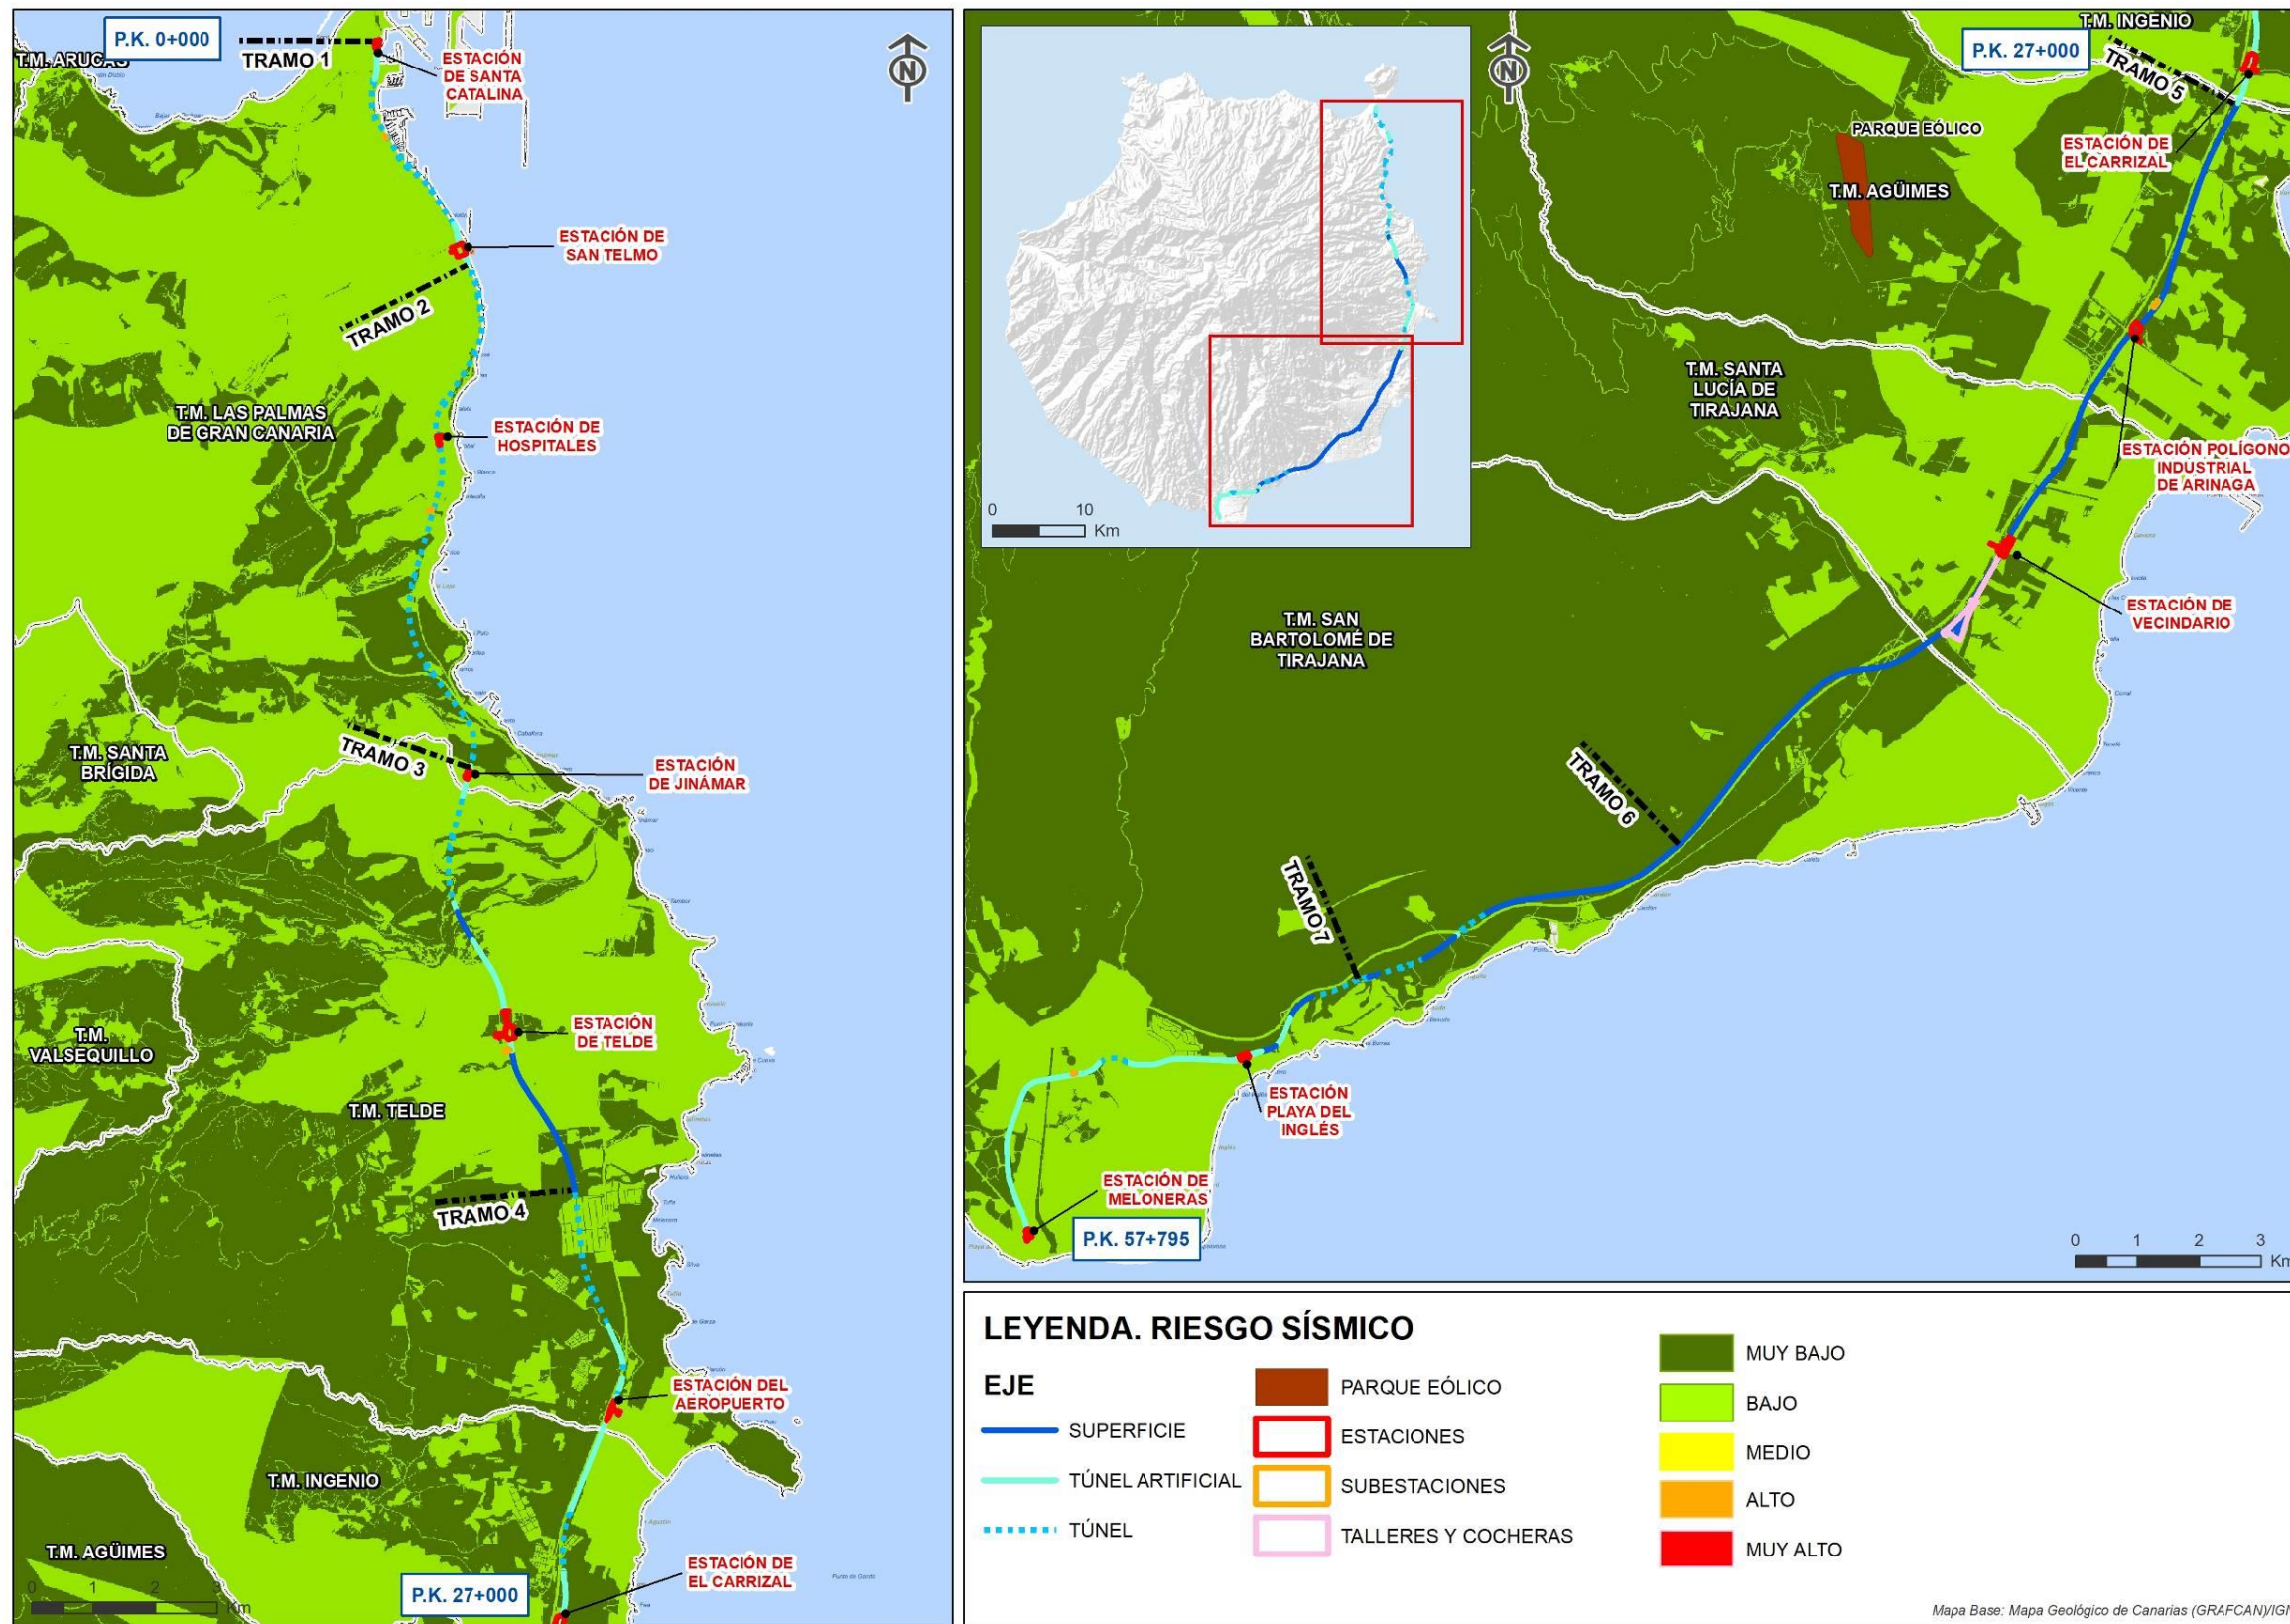 P.K. 0+000
TRAMO 1
T.M. ARUCAS
ESTACIÓN
DE SANTA
CATALINA
N
ESTACIÓN DE
SAN TELMO
TRAMO 2
T.M. LAS PALMAS
DE GRAN CANARIA
ESTACIÓN DE
HOSPITALES
T.M. SANTA
BRÍGIDA
TRAMO 3
ESTACIÓN
DE JINÁMAR
T.M.
VALSEQUILLO
ESTACIÓN
DE TELDE
T.M. TELDE
TRAMO 4
ESTACIÓN DEL
AEROPUERTO
T.M. INGENIO
T.M. AGÜIMES
ESTACIÓN DE
EL CARRIZAL
P.K. 27+000
0 1 2 3
Km
Punta de Gando
T.M. INGENIO
P.K. 27+000
TRAMO 5
N
PARQUE EÓLICO
ESTACIÓN DE
EL CARRIZAL
T.M. AGÜIMES
0 10
Km
T.M. SANTA
LUCÍA DE
TIRAJANA
ESTACIÓN POLÍGONO
INDUSTRIAL
DE ARINAGA
T.M. SAN
BARTOLOMÉ DE
TIRAJANA
ESTACIÓN DE
VECINDARIO
TRAMO 6
TRAMO 7
ESTACIÓN
PLAYA DEL
INGLÉS
ESTACIÓN DE
MELONERAS
P.K. 57+795
0 1 2 3
Km
LEYENDA. RIESGO SÍSMICO
EJE
SUPERFICIE
TÚNEL ARTIFICIAL
TÚNEL
PARQUE EÓLICO
ESTACIONES
SUBESTACIONES
TALLERES Y COCHERAS
MUY BAJO
BAJO
MEDIO
ALTO
MUY ALTO
Mapa Base: Mapa Geológico de Canarias (GRAFCAN)/IGN